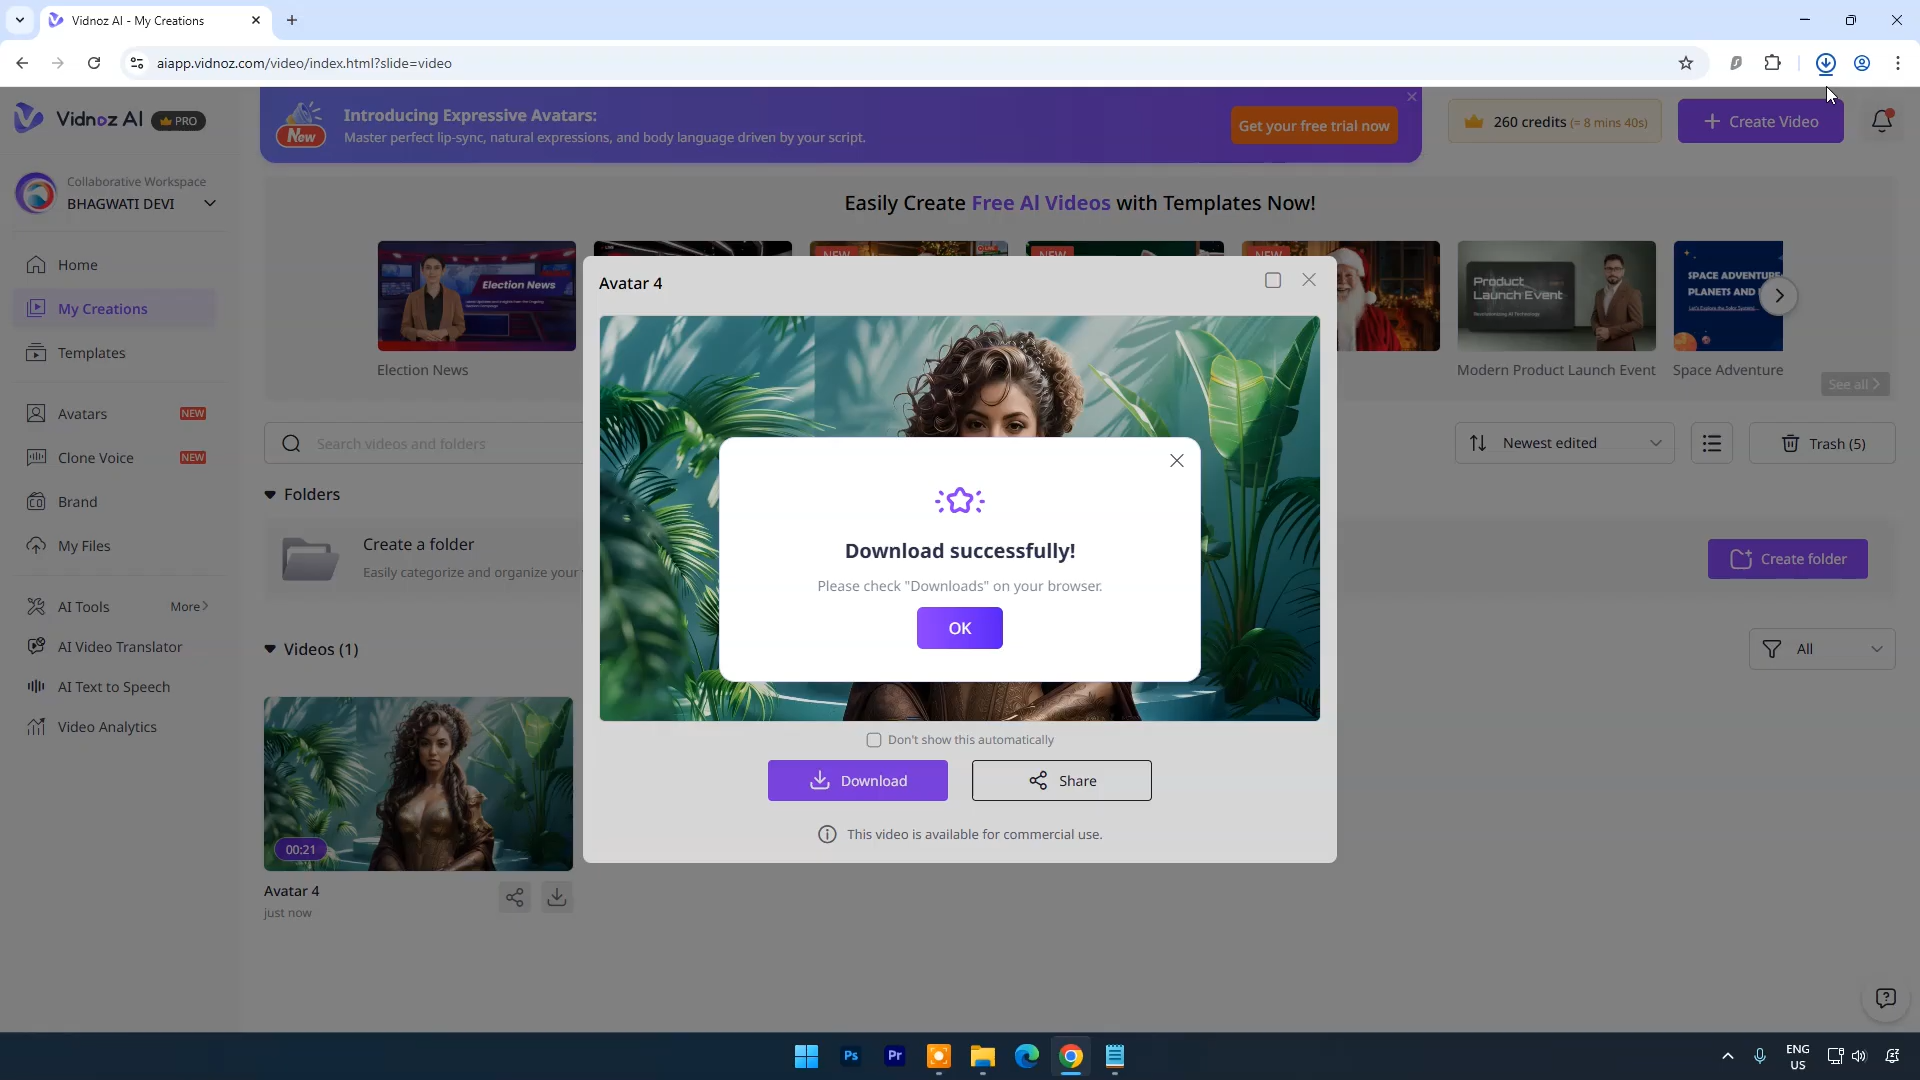 Vidnoz AI - My Creations
aiapp.vidnoz.com/video/index.html?slide=video
Vidnoz AI
PRO
New
Introducing Expressive Avatars:
Master perfect lip-sync, natural expressions, and body language driven by your script.
Get your free trial now
260 credits (≈ 8 mins 40s)
Create Video
Collaborative Workspace
BHAGWATI DEVI
Home
My Creations
Templates
Avatars
NEW
Clone Voice
NEW
Brand
My Files
AI Tools
More
AI Video Translator
AI Text to Speech
Video Analytics
Easily Create Free AI Videos with Templates Now!
Election News
Election News
NEW
NEW
NEW
Product
Launch Event
Modern Product Launch Event
SPACE ADVENTURE
PLANETS AND
Space Adventure
See all
Search videos and folders
Newest edited
Trash (5)
Folders
Create a folder
Easily categorize and organize your
Create folder
Videos (1)
All
00:21
Avatar 4
just now
Avatar 4
Download successfully!
Please check "Downloads" on your browser.
OK
Don't show this automatically
Download
Share
This video is available for commercial use.
Ps
Pr
ENG
US